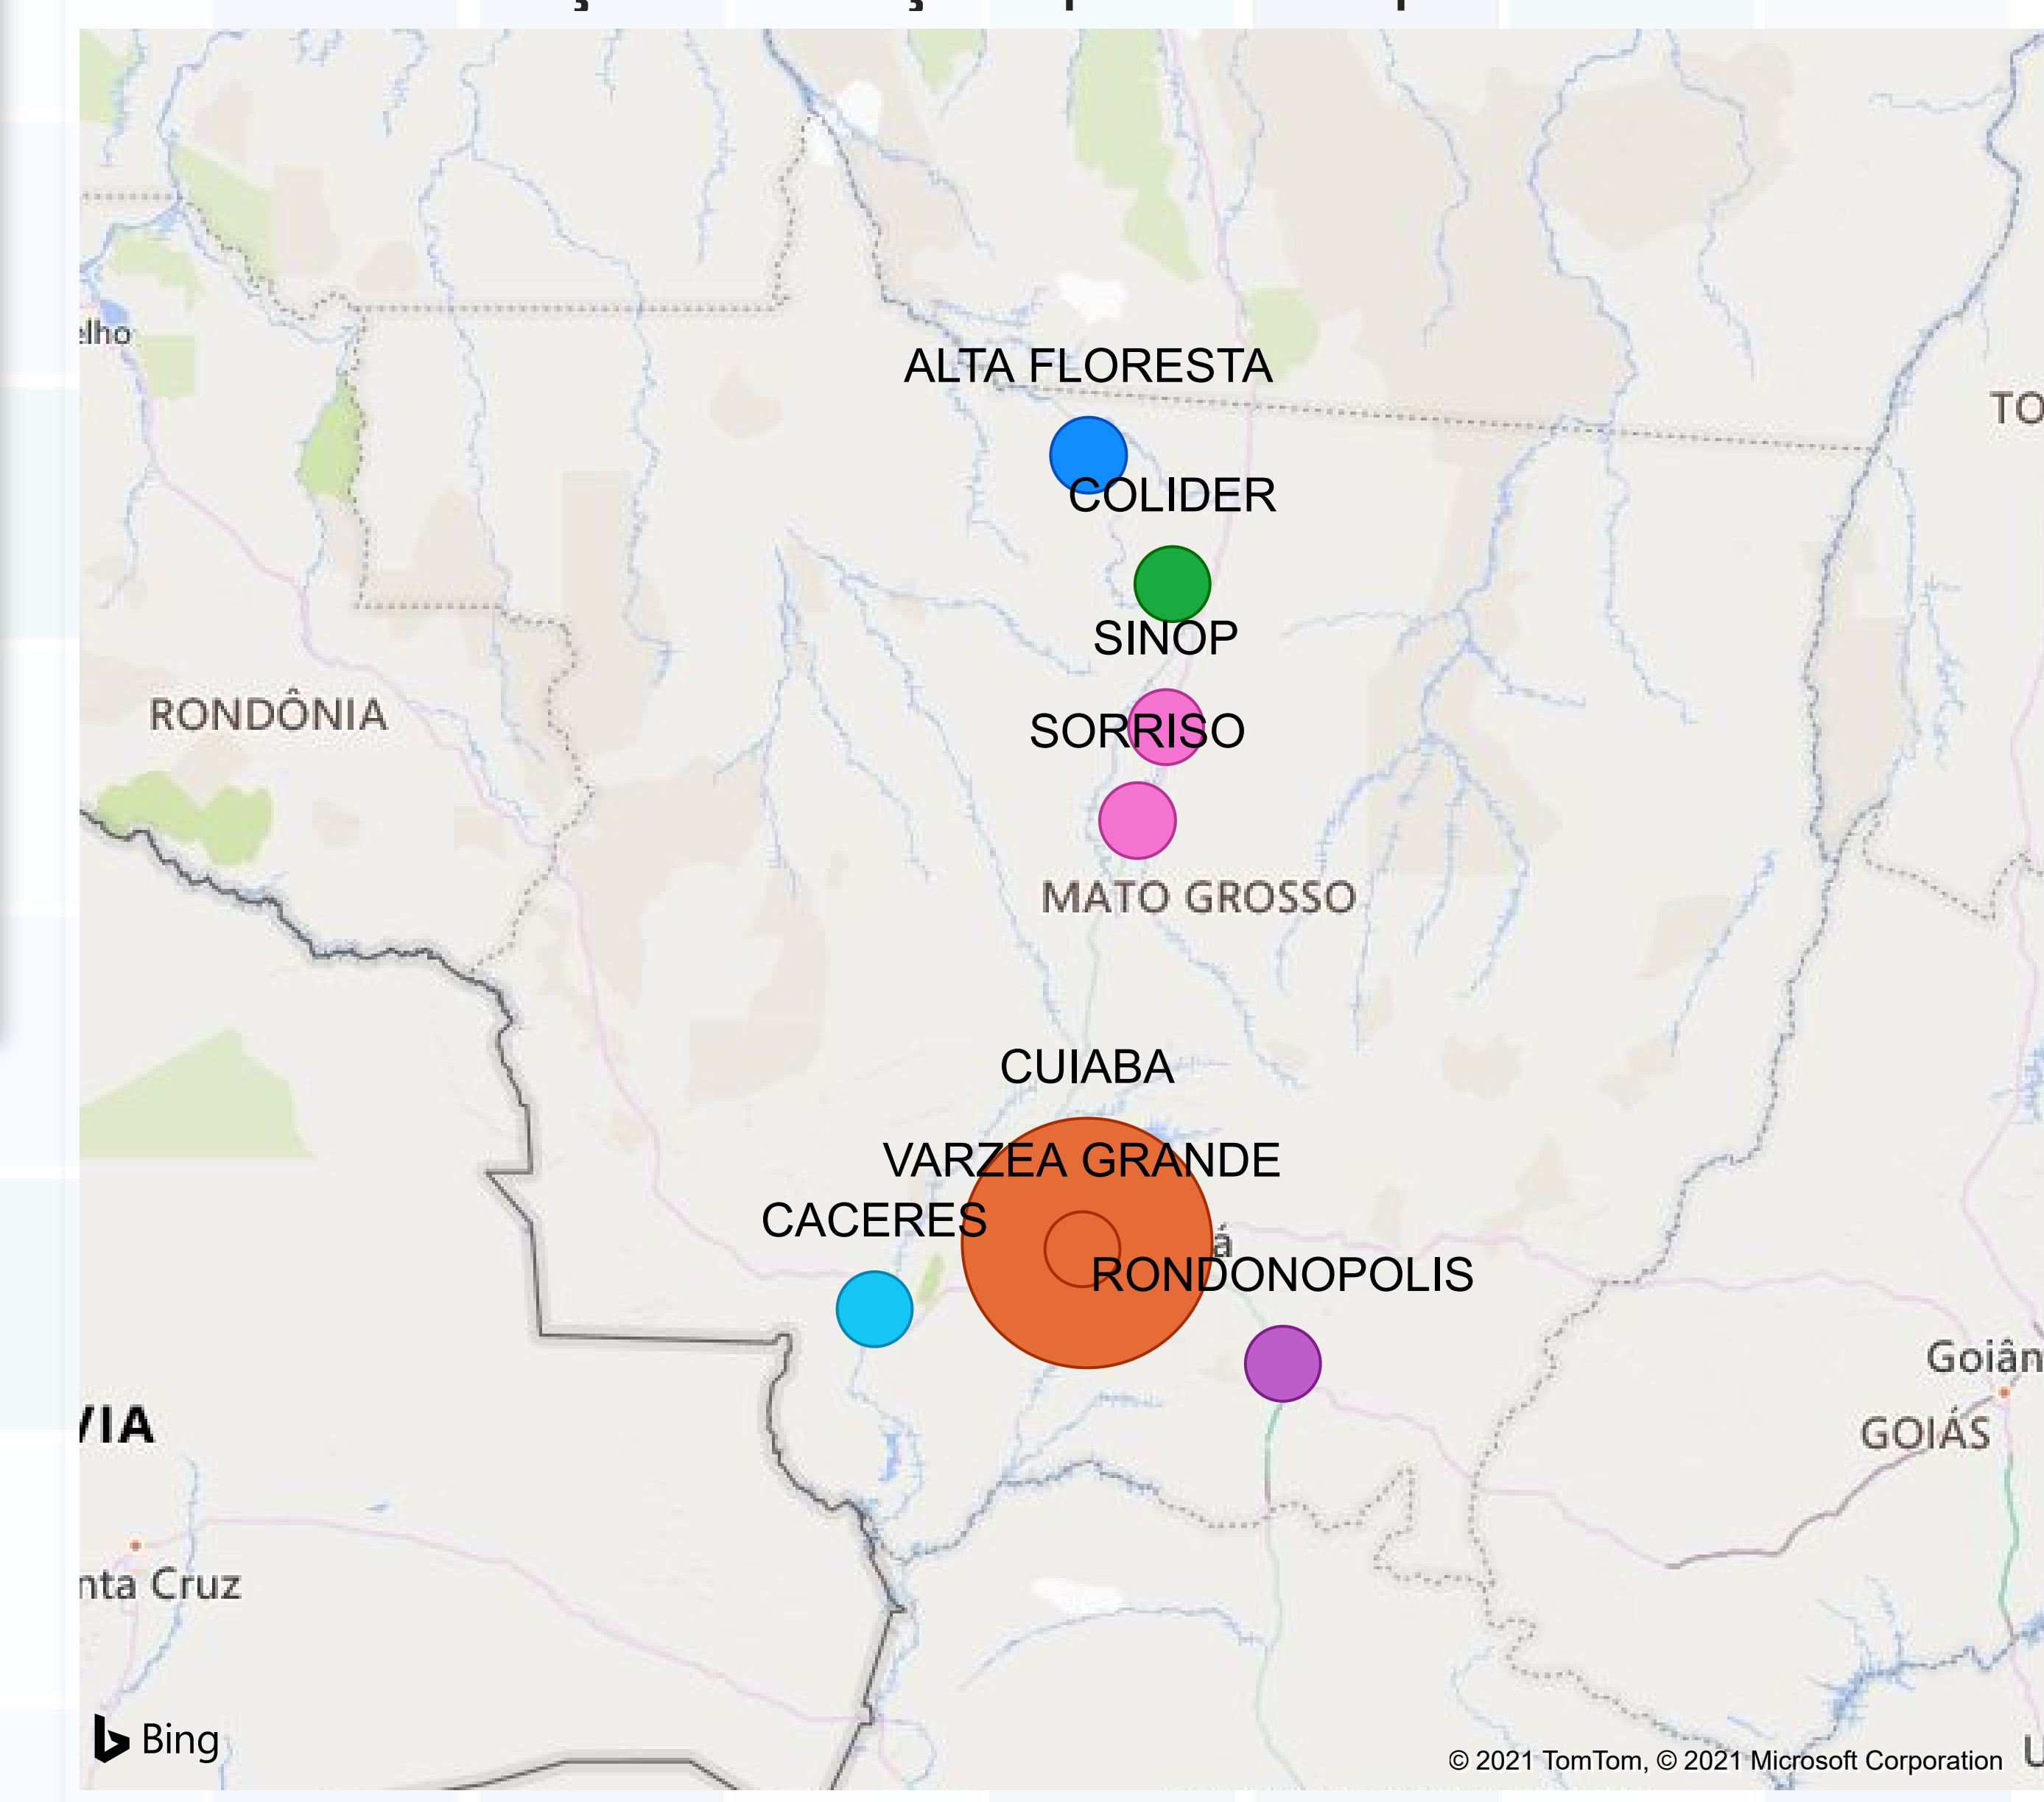 elho
ALTA FLORESTA
TO
COLIDER
SINOP
RONDÔNIA
SORRISO
MATO GROSSO
CUIABA
VARZEA GRANDE
CACERES
á
RONDONOPOLIS
Goiân
VIA
GOIÁS
nta Cruz
Bing
U
© 2021 TomTom, © 2021 Microsoft Corporation